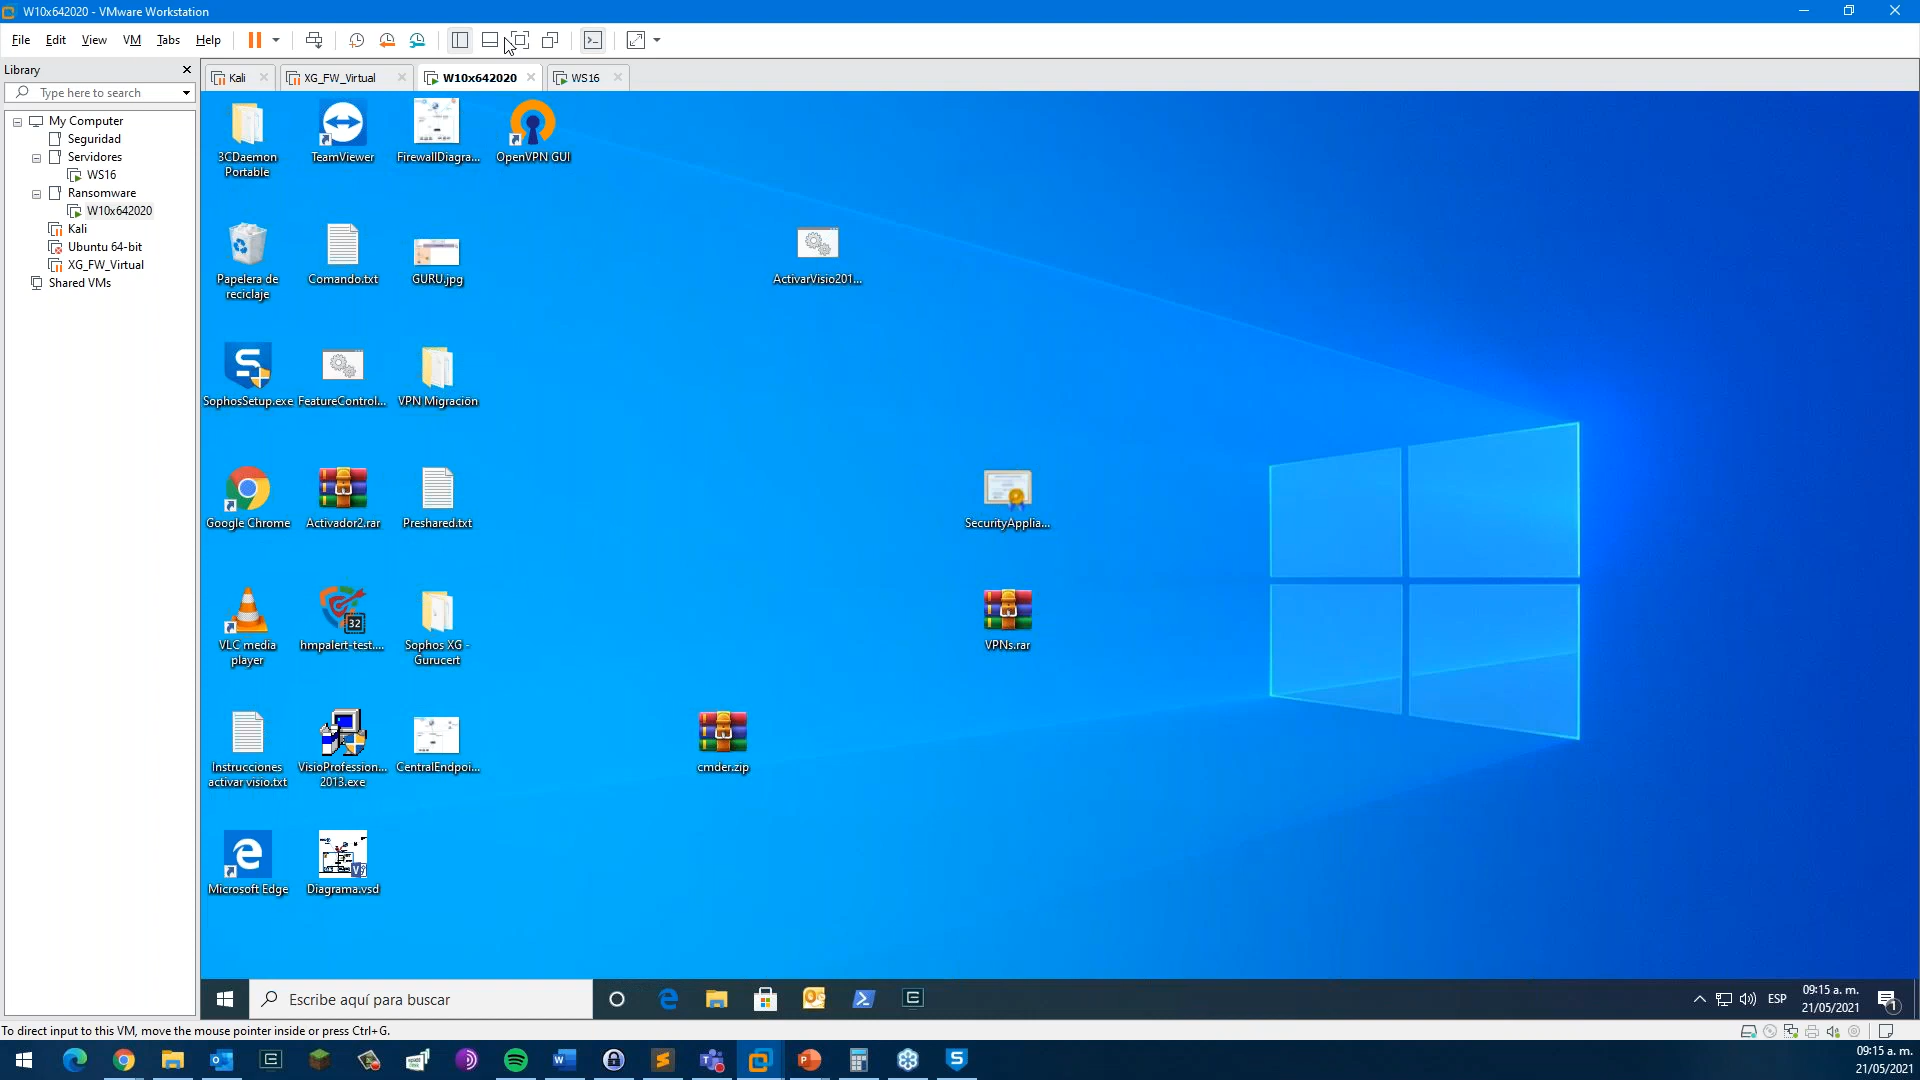 W10x642020 - VMware Workstation
File Edit View VM Tabs Help
Library
Type here to search
Kali
XG_FW_Virtual
W10x642020
WS16
My Computer
Seguridad
Servidores
WS16
Ransomware
W10x642020
Kali
Ubuntu 64-bit
XG_FW_Virtual
Shared VMs
3CDaemon
Portable
TeamViewer
FirewallDiagra...
OpenVPN GUI
Papelera de
reciclaje
Comando.txt
GURU.jpg
ActivarVisio201...
SophosSetup.exe
FeatureControl...
VPN Migración
Google Chrome
Activador2.rar
Preshared.txt
SecurityApplia...
VLC media
player
32
hmpalert-test....
Sophos XG -
Gurucert
VPNs.rar
Instrucciones
activar visio.txt
VisioProfession...
2013.exe
CentralEndpoi...
cmder.zip
Microsoft Edge
Diagrama.vsd
Escribe aquí para buscar
ESP
09:15 a. m.
21/05/2021
1
To direct input to this VM, move the mouse pointer inside or press Ctrl+G.
09:15 a. m.
21/05/2021